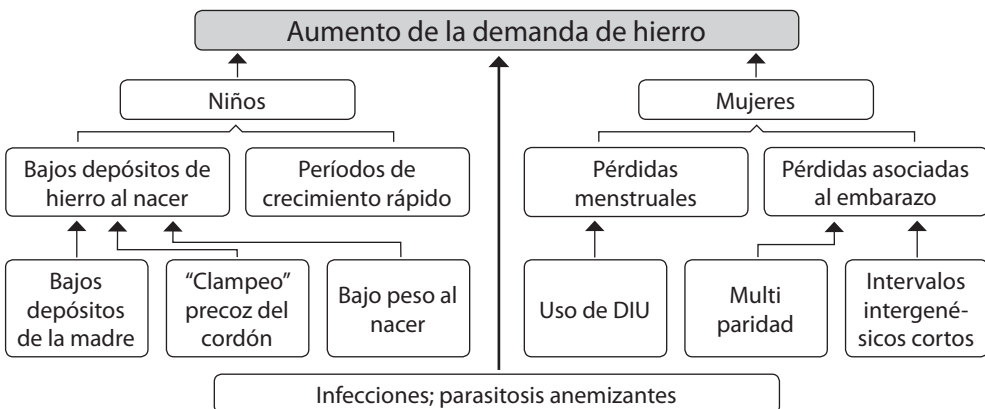 Aumento de la demanda de hierro
Niños
Mujeres
Bajos depósitos de
hierro al nacer
Períodos de
crecimiento rápido
Pérdidas
menstruales
Pérdidas asociadas
al embarazo
Bajos
depósitos
de la madre
“Clampeo”
precoz del
cordón
Bajo peso al
nacer
Uso de DIU
Multi
paridad
Intervalos
intergené-
sicos cortos
Infecciones; parasitosis anemizantes